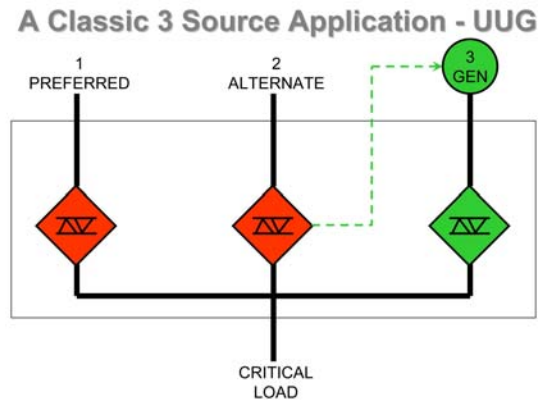 A Classic 3 Source Application - UUG
1
PREFERRED
2
ALTERNATE
3
GEN
CRITICAL
LOAD